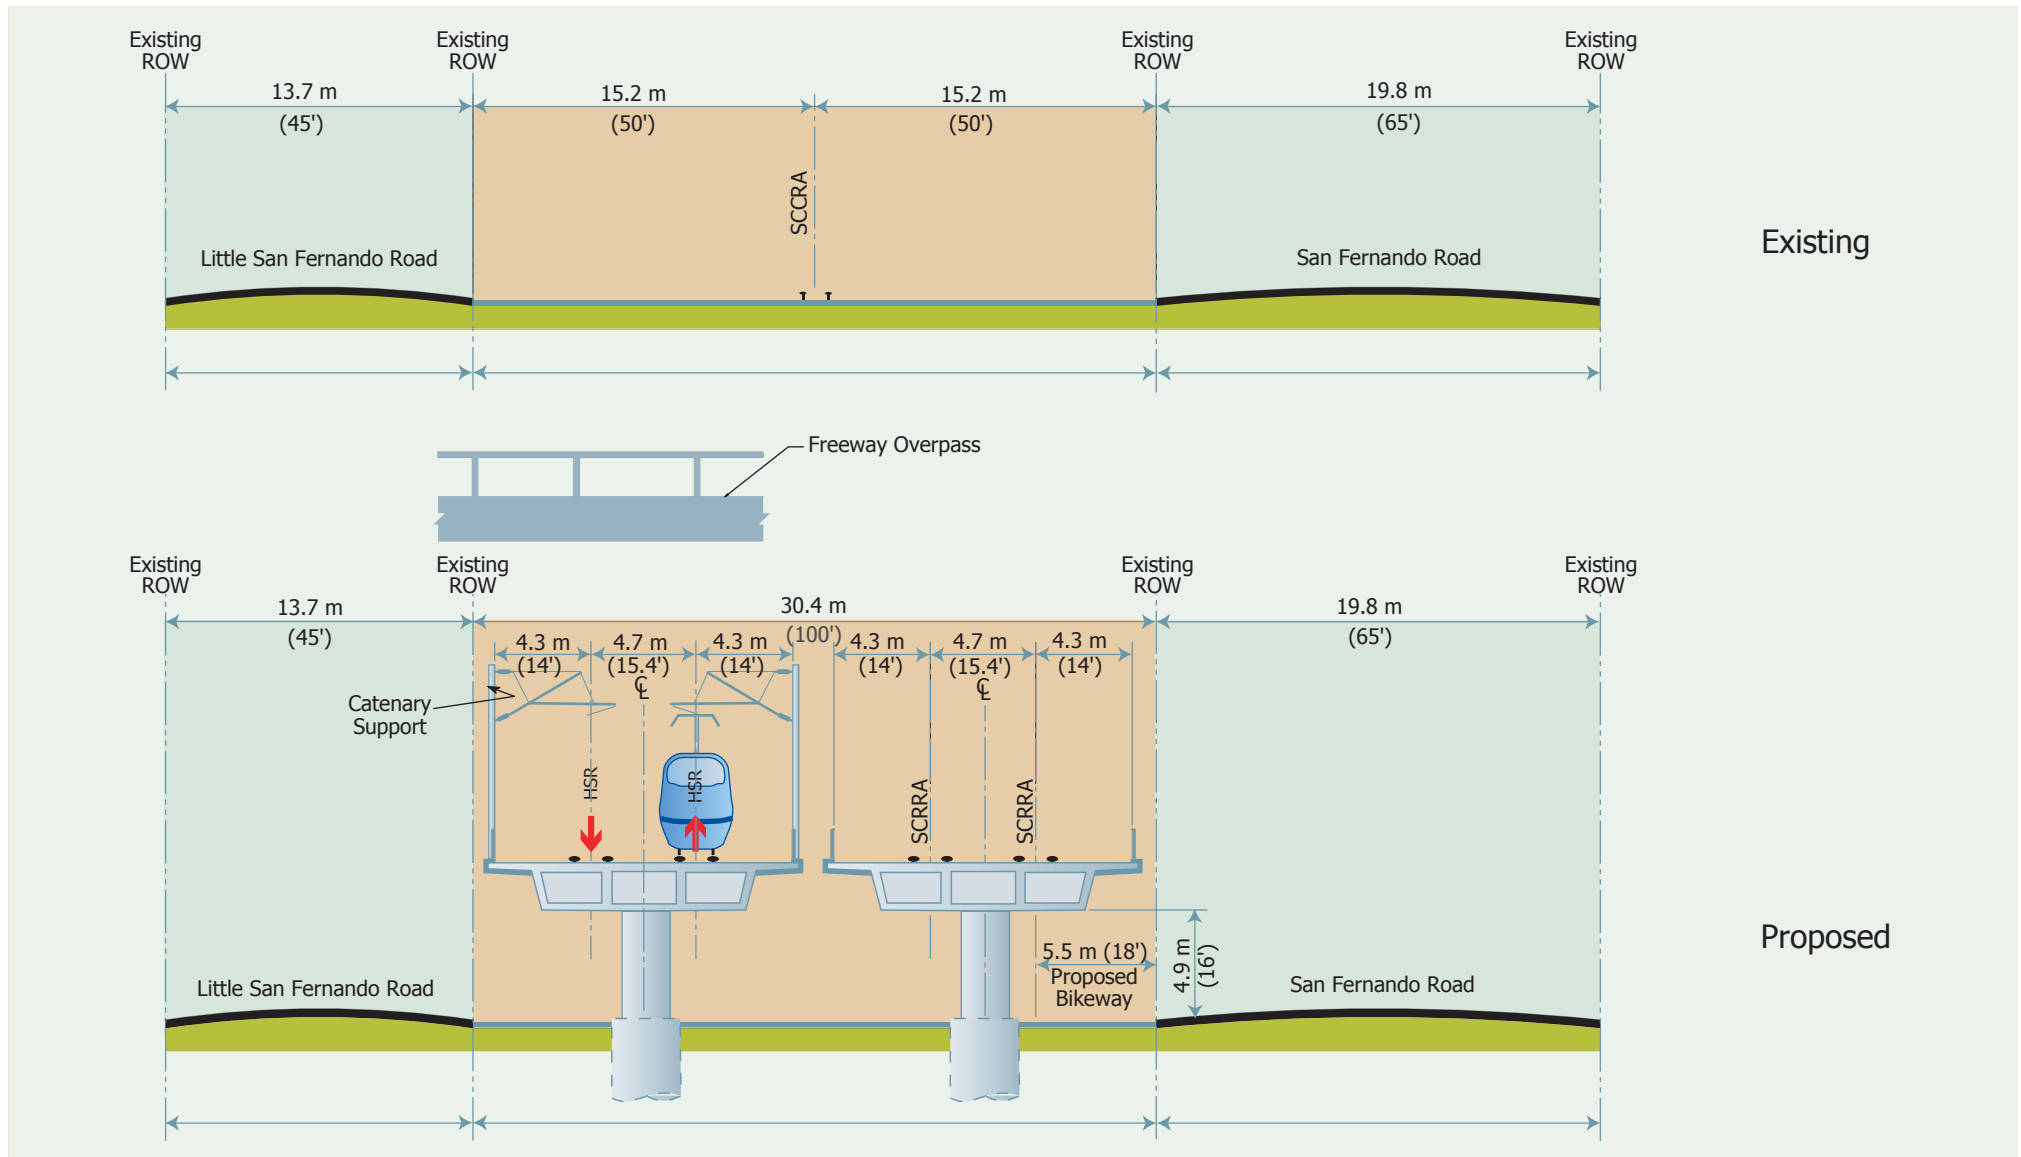 Existing
ROW
Existing
ROW
Existing
ROW
Existing
ROW
13.7 m
(45')
15.2 m
(50')
15.2 m
(50')
19.8 m
(65')
SCCRA
Little San Fernando Road
San Fernando Road
Existing
Freeway Overpass
Existing
ROW
Existing
ROW
Existing
ROW
Existing
ROW
13.7 m
(45')
30.4 m
(100')
19.8 m
(65')
4.3 m
(14')
4.7 m
(15.4')
4.3 m
(14')
4.3 m
(14')
4.7 m
(15.4')
4.3 m
(14')
℄
℄
Catenary
Support
HSR
HSR
SCRRA
SCRRA
5.5 m (18')
Proposed
Bikeway
4.9 m
(16')
Little San Fernando Road
San Fernando Road
Proposed